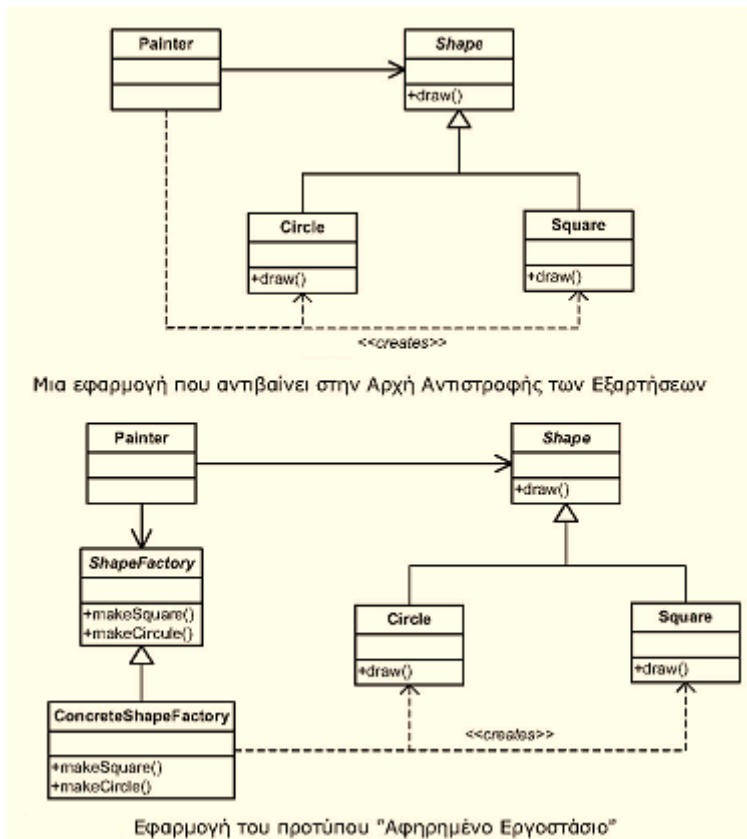 Painter
Shape
+draw()
Circle
+draw()
Square
+draw()
<<creates>>
Μια εφαρμογή που αντιβαίνει στην Αρχή Αντιστροφής των Εξαρτήσεων
Painter
Shape
+draw()
ShapeFactory
+makeSquare()
+makeCircule()
Circle
+draw()
Square
+draw()
ConcreteShapeFactory
+makeSquare()
+makeCircle()
<<creates>>
Εφαρμογή του προτύπου "Αφηρημένο Εργοστάσιο"